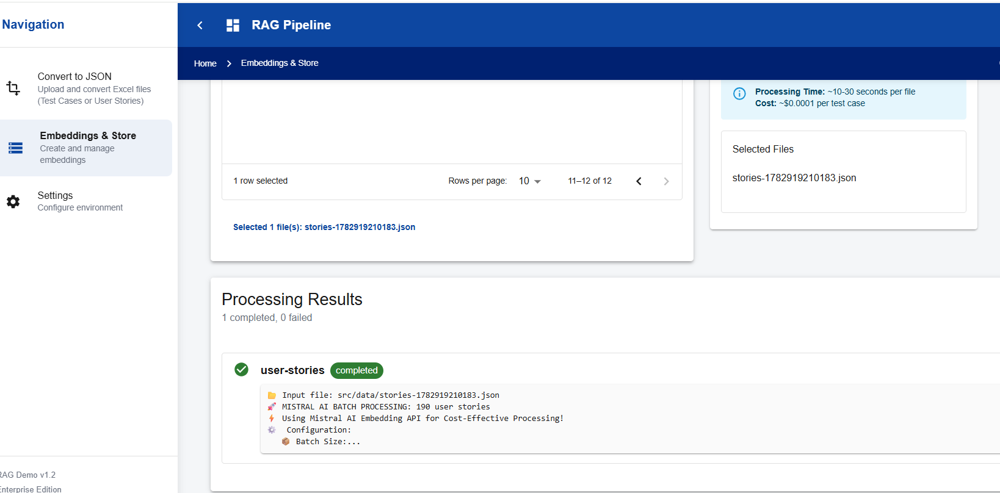 Navigation
Convert to JSON
Upload and convert Excel files
(Test Cases or User Stories)
Embeddings & Store
Create and manage
embeddings
Settings
Configure environment
RAG Demo v1.2
Enterprise Edition
RAG Pipeline
Home
Embeddings & Store
1 row selected
Rows per page:
10
11–12 of 12
Selected 1 file(s): stories-1782919210183.json
Processing Time: ~10-30 seconds per file
Cost: ~$0.0001 per test case
Selected Files
stories-1782919210183.json
Processing Results
1 completed, 0 failed
user-stories
completed
📁 Input file: src/data/stories-1782919210183.json
🚀 MISTRAL AI BATCH PROCESSING: 190 user stories
⚡ Using Mistral AI Embedding API for Cost-Effective Processing!
⚙️ Configuration:
📦 Batch Size:...